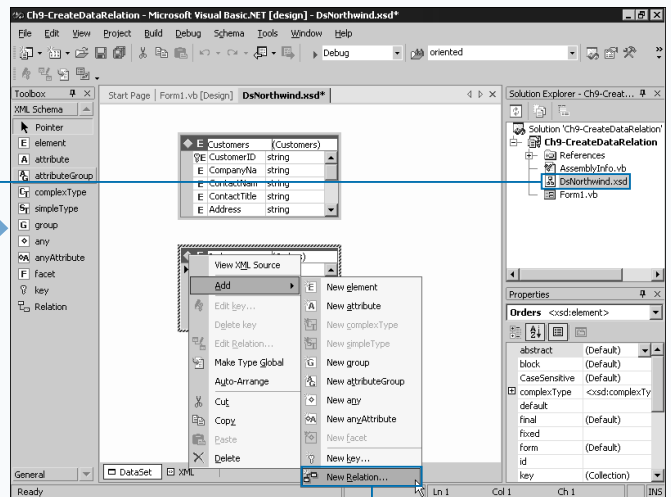 Ch9-CreateDataRelation - Microsoft Visual Basic.NET [design] - DsNorthwind.xsd*
File Edit View Project Build Debug Schema Tools Window Help
Debug oriented
Toolbox
Start Page Form1.vb [Design] DsNorthwind.xsd*
Solution Explorer - Ch9-Creat...
XML Schema
Pointer
E element
A attribute
attributeGroup
complexType
simpleType
G group
any
anyAttribute
F facet
key
Relation
General
E Customers (Customers)
E CustomerID string
E CompanyNa string
E ContactNam string
E ContactTitle string
E Address string
View XML Source
Add
Edit key...
Delete key
Edit Relation...
Make Type Global
Auto-Arrange
Cut
Copy
Paste
Delete
New element
New attribute
New complexType
New simpleType
New group
New attributeGroup
New any
New anyAttribute
New facet
New key...
New Relation...
Solution 'Ch9-CreateDataRelation'
Ch9-CreateDataRelation
References
AssemblyInfo.vb
DsNorthwind.xsd
Form1.vb
Properties
Orders <xsd:element>
abstract (Default)
block (Default)
CaseSensitive (Default)
complexType <xsd:complexTy
default
final (Default)
fixed
form (Default)
id
key (Collection)
DataSet XML
Ready Ln 1 Col 1 Ch 1 INS